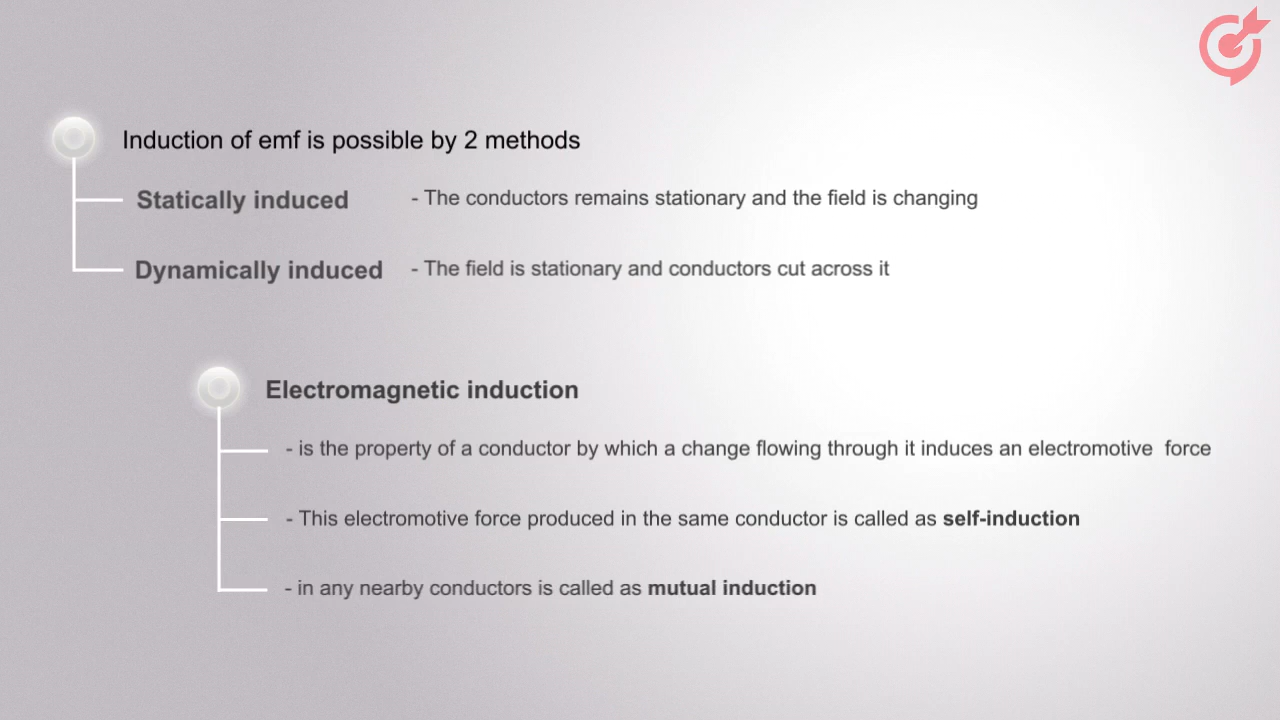 Induction of emf is possible by 2 methods
Statically induced - The conductors remains stationary and the field is changing
Dynamically induced - The field is stationary and conductors cut across it
Electromagnetic induction
- is the property of a conductor by which a change flowing through it induces an electromotive force
- This electromotive force produced in the same conductor is called as self-induction
- in any nearby conductors is called as mutual induction